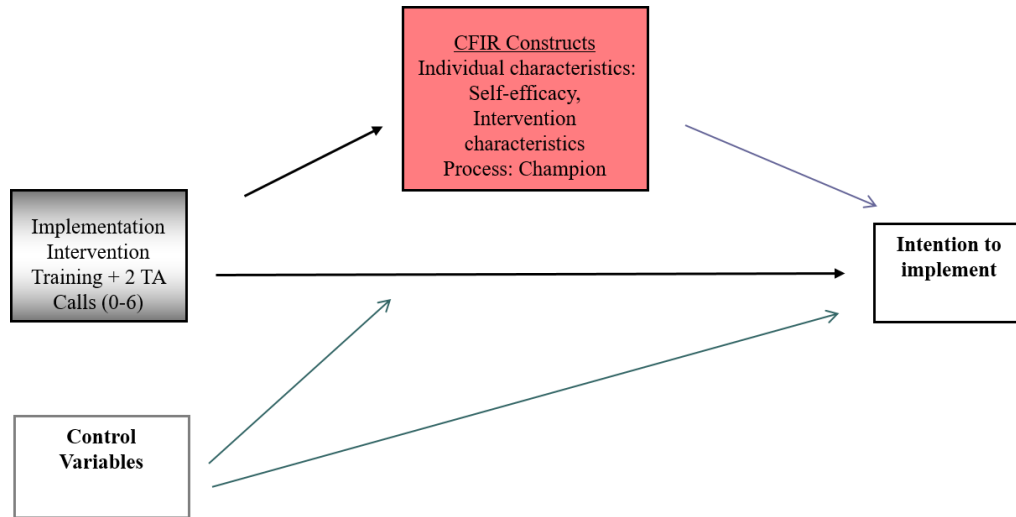 CFIR Constructs
Individual characteristics:
Self-efficacy,
Intervention
characteristics
Process: Champion
Implementation
Intervention
Training + 2 TA
Calls (0-6)
Intention to
implement
Control
Variables